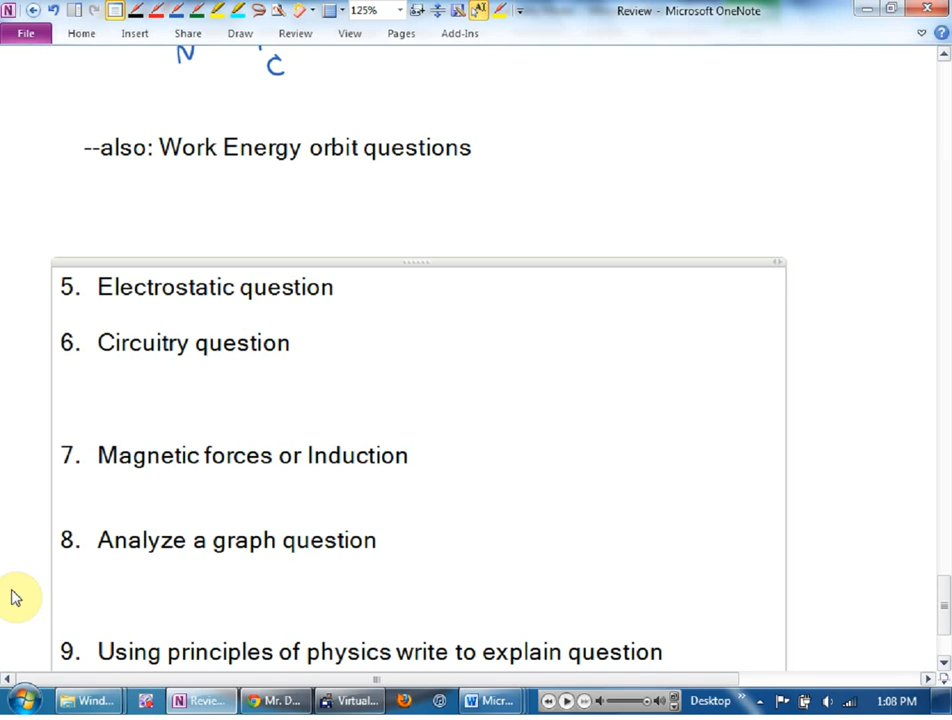 125%
Review - Microsoft OneNote
File Home Insert Share Draw Review View Pages Add-Ins
N
C
--also: Work Energy orbit questions
5. Electrostatic question
6. Circuitry question
7. Magnetic forces or Induction
8. Analyze a graph question
9. Using principles of physics write to explain question
Wind... Revie... Mr. D... Virtual... Micr... Desktop 1:08 PM